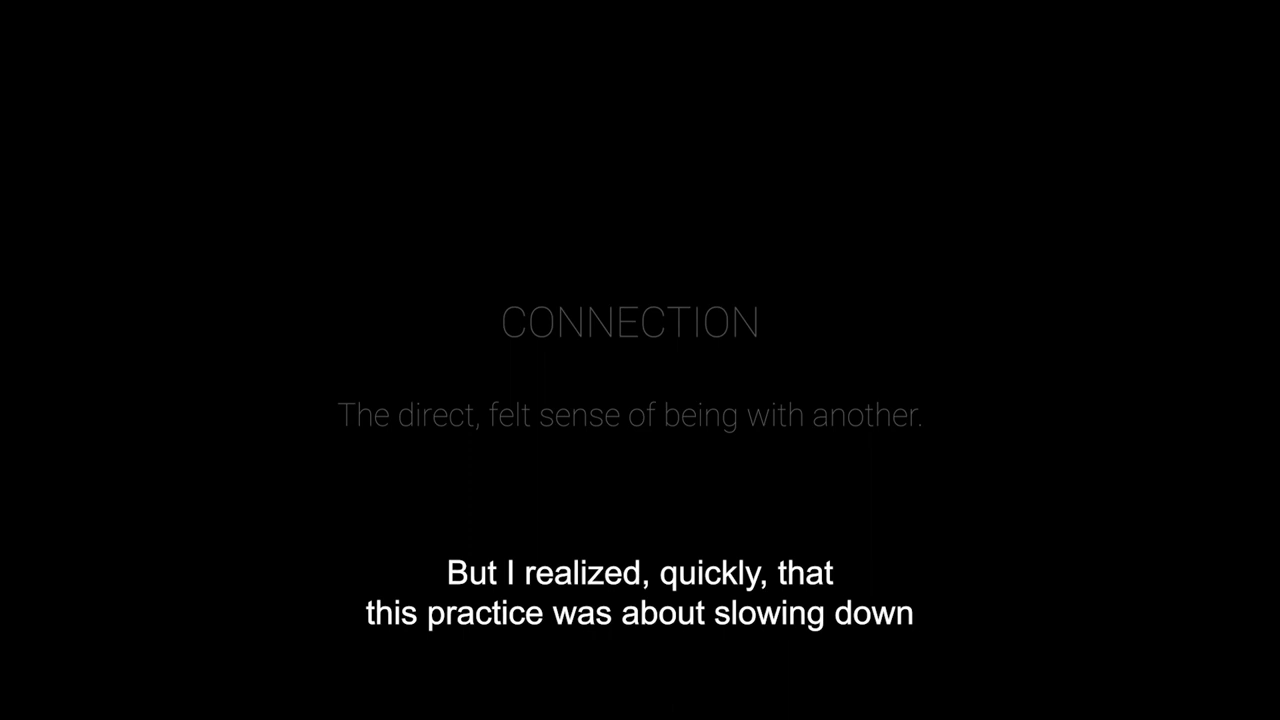 CONNECTION
The direct, felt sense of being with another.
But I realized, quickly, that
this practice was about slowing down